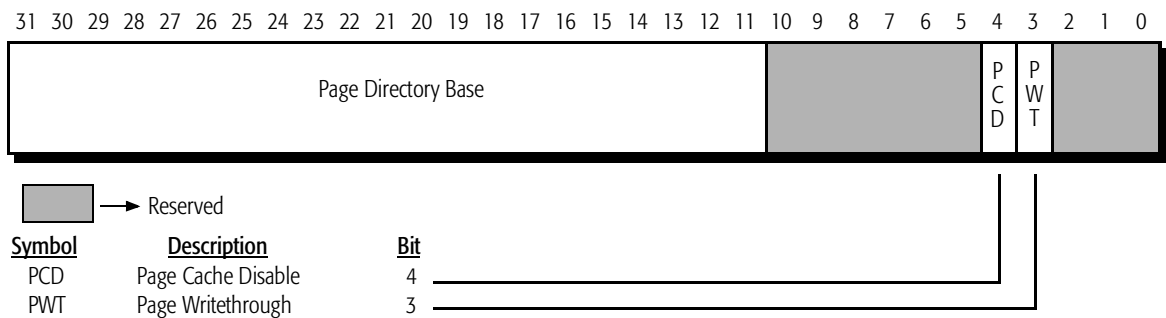 31 30 29 28 27 26 25 24 23 22 21 20 19 18 17 16 15 14 13 12 11 10 9 8 7 6 5 4 3 2 1 0
Page Directory Base
PCD
PWT
Reserved
Symbol Description Bit
PCD Page Cache Disable 4
PWT Page Writethrough 3